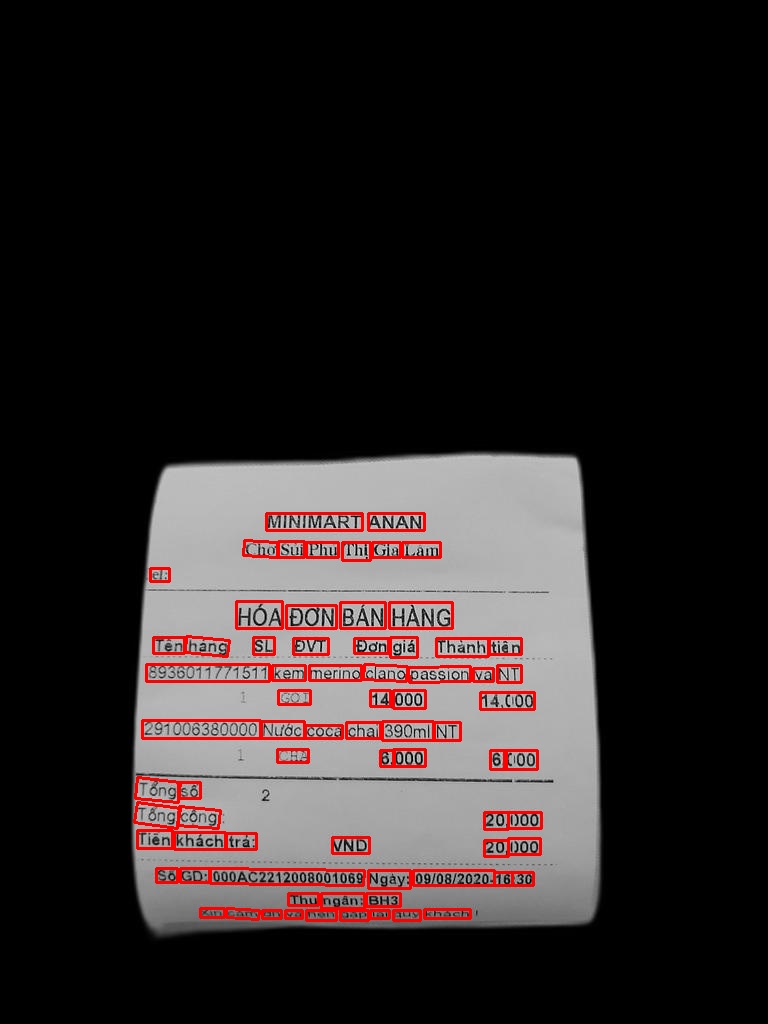 MINIMART ANAN
Chợ Sủi Phú Thị Gia Lâm
el:
HÓA ĐƠN BÁN HÀNG
Tên hàng SL ĐVT Đơn giá Thành tiền
8936011771511 kem merino clano passion va NT
1 GOI 14,000 14,000
291006380000 Nước coca chai 390ml NT
1 CHA 6,000 6,000
Tổng số: 2
Tổng cộng: 20,000
Tiền khách trả: VND 20,000
Số GD: 000AC2212008001069 Ngày: 09/08/2020-16:30
Thu ngân: BH3
Xin cảm ơn và hẹn gặp lại quý khách !